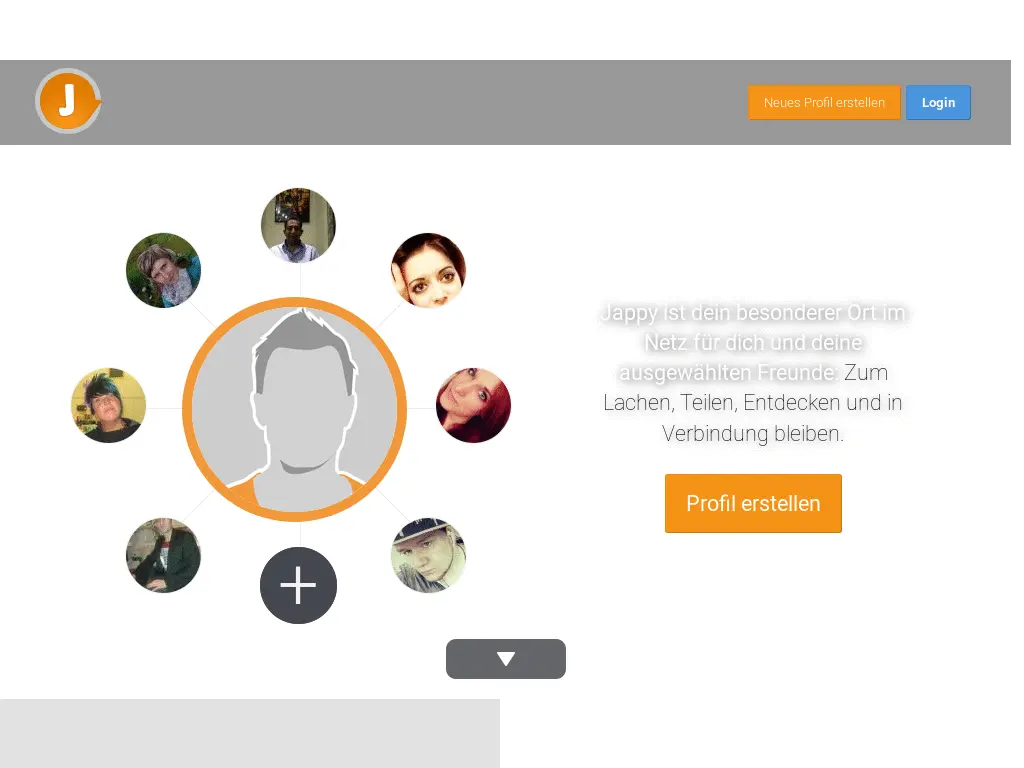 J
Neues Profil erstellen
Login
Jappy ist dein besonderer Ort im
Netz für dich und deine
ausgewählten Freunde: Zum
Lachen, Teilen, Entdecken und in
Verbindung bleiben.
Profil erstellen